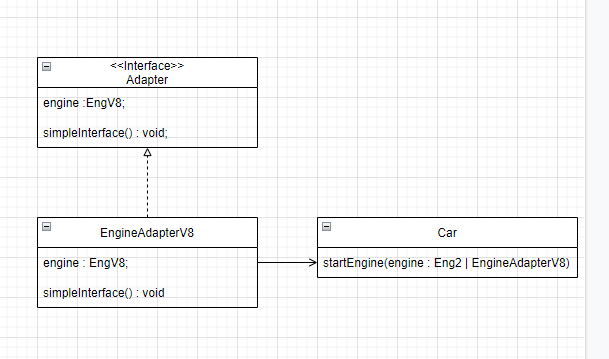 <<Interface>>
Adapter
engine :EngV8;
simpleInterface() : void;
EngineAdapterV8
engine : EngV8;
simpleInterface() : void
Car
startEngine(engine : Eng2 | EngineAdapterV8)